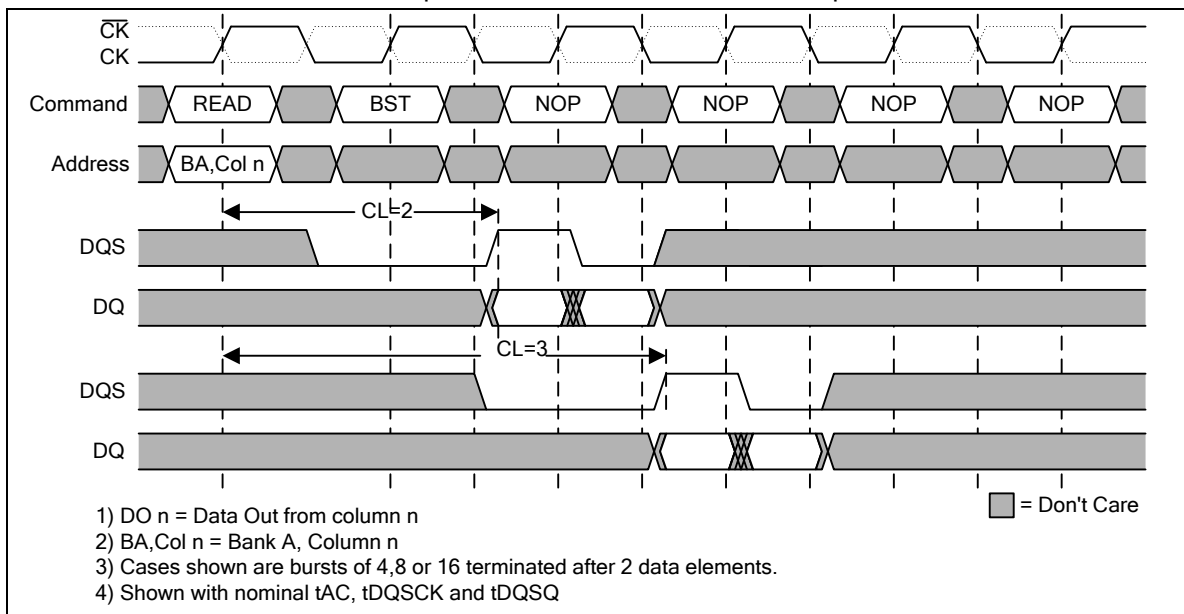 CK
CK
Command READ BST NOP NOP NOP NOP
Address BA,Col n
CL=2
DQS
DQ
CL=3
DQS
DQ
1) DO n = Data Out from column n
= Don't Care
2) BA,Col n = Bank A, Column n
3) Cases shown are bursts of 4,8 or 16 terminated after 2 data elements.
4) Shown with nominal tAC, tDQSCK and tDQSQ